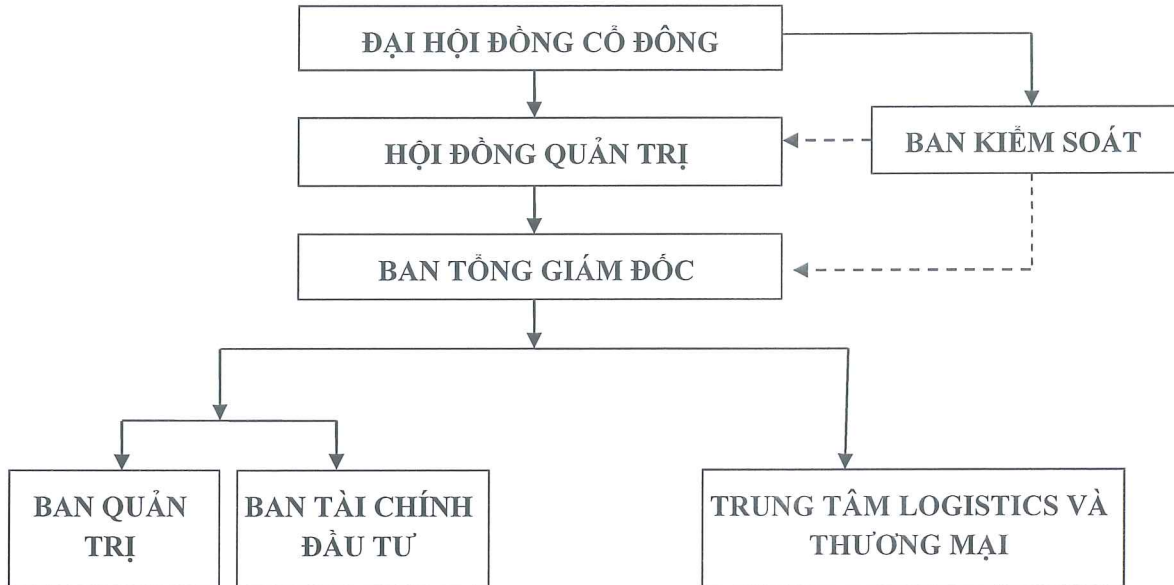 ĐẠI HỘI ĐỒNG CỔ ĐÔNG
HỘI ĐỒNG QUẢN TRỊ
BAN KIỂM SOÁT
BAN TỔNG GIÁM ĐỐC
BAN QUẢN
TRỊ
BAN TÀI CHÍNH
ĐẦU TƯ
TRUNG TÂM LOGISTICS VÀ
THƯƠNG MẠI